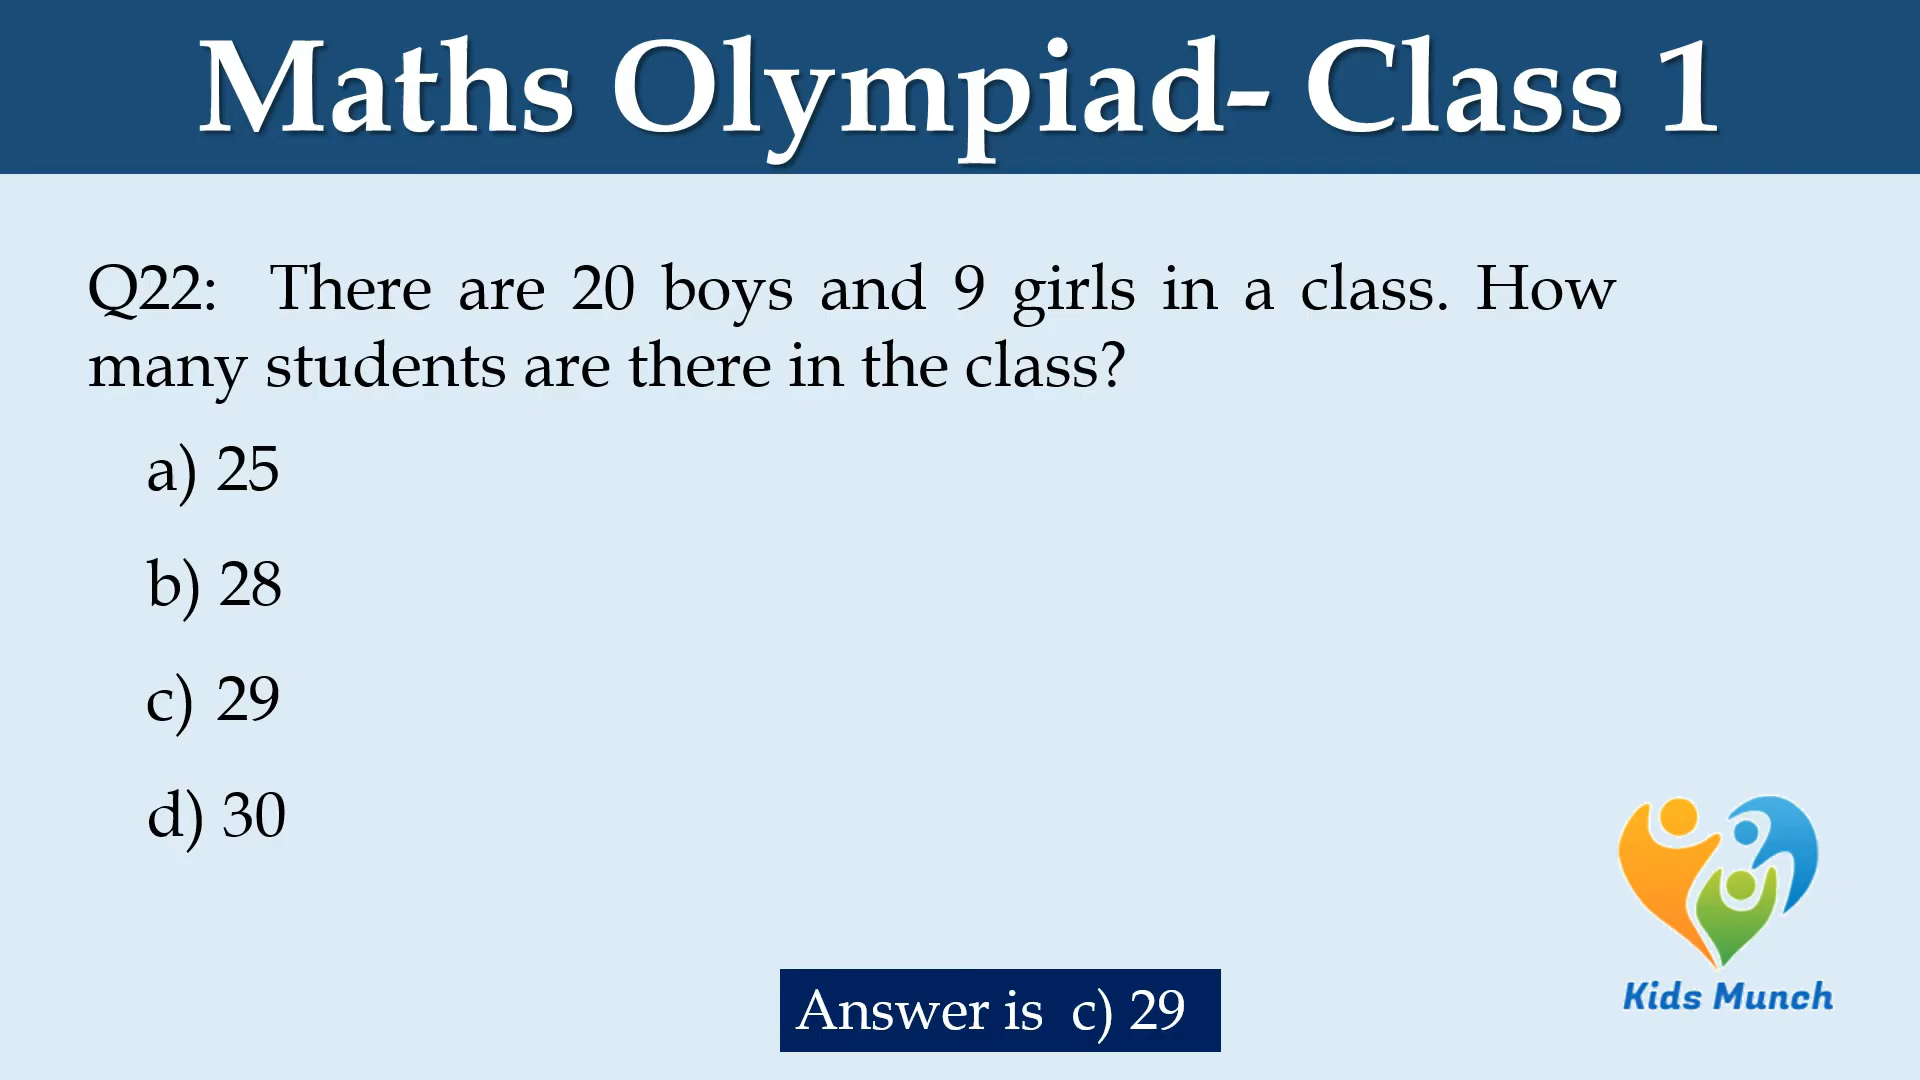 Maths Olympiad- Class 1
Q22: There are 20 boys and 9 girls in a class. How
many students are there in the class?
a) 25
b) 28
c) 29
d) 30
Kids Munch
Answer is c) 29